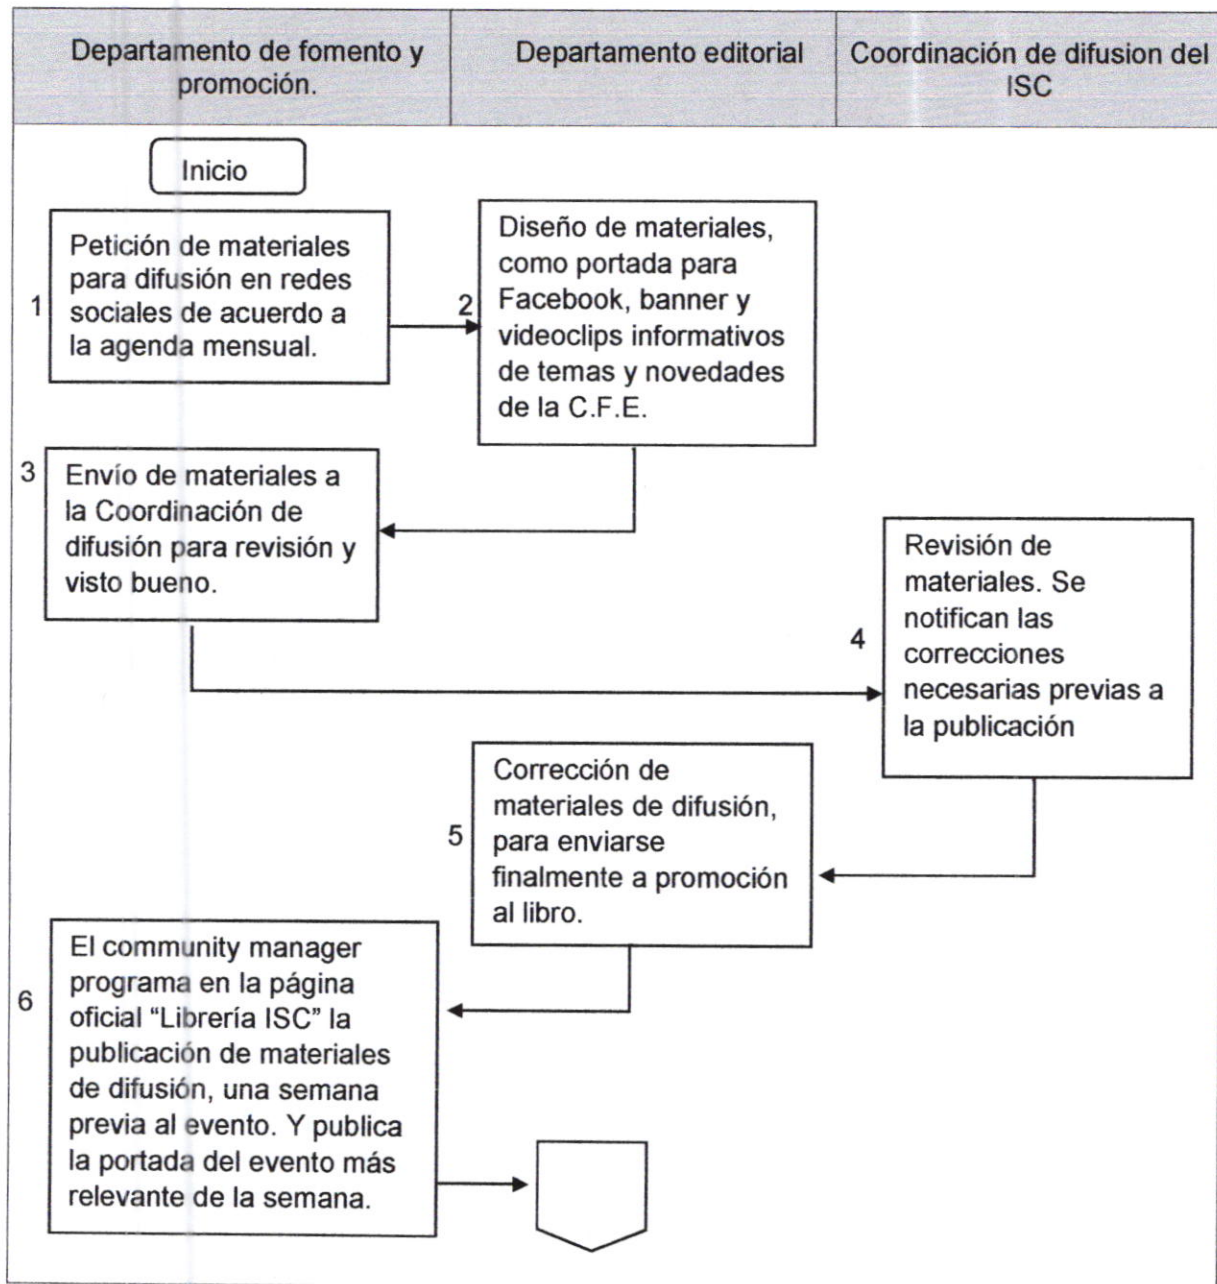 Departamento de fomento y
promoción.
Departamento editorial
Coordinación de difusion del
ISC
Inicio
1
Petición de materiales
para difusión en redes
sociales de acuerdo a
la agenda mensual.
2
Diseño de materiales,
como portada para
Facebook, banner y
videoclips informativos
de temas y novedades
de la C.F.E.
3
Envío de materiales a
la Coordinación de
difusión para revisión y
visto bueno.
4
Revisión de
materiales. Se
notifican las
correcciones
necesarias previas a
la publicación
5
Corrección de
materiales de difusión,
para enviarse
finalmente a promoción
al libro.
6
El community manager
programa en la página
oficial “Librería ISC” la
publicación de materiales
de difusión, una semana
previa al evento. Y publica
la portada del evento más
relevante de la semana.